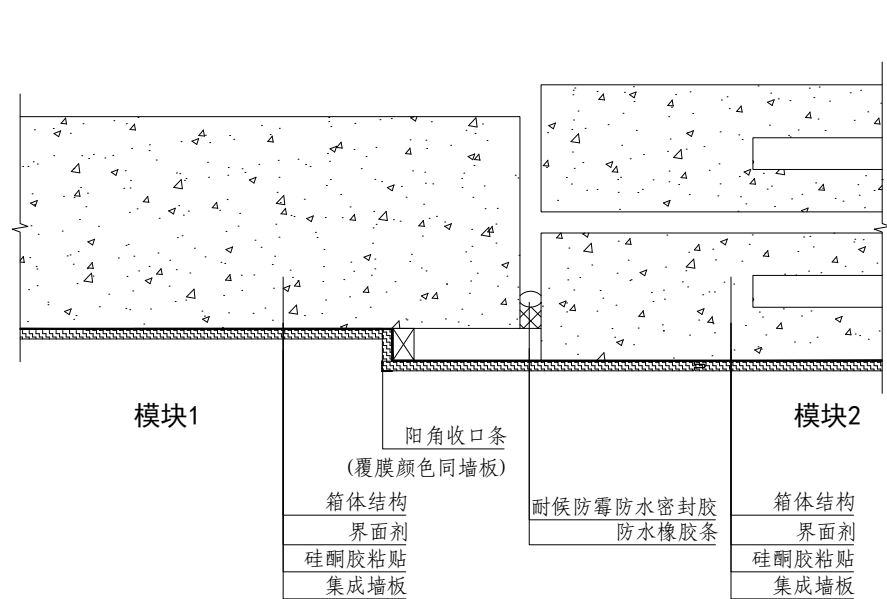 模块1
模块2
阳角收口条
(覆膜颜色同墙板)
箱体结构
界面剂
硅酮胶粘贴
集成墙板
耐候防霉防水密封胶
防水橡胶条
箱体结构
界面剂
硅酮胶粘贴
集成墙板